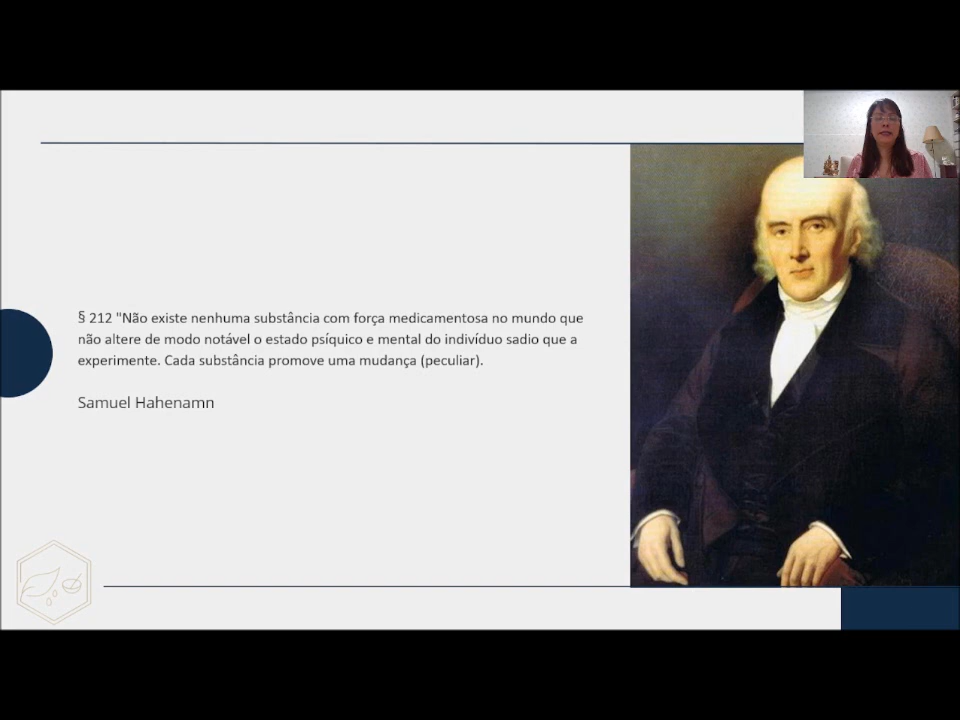 § 212 "Não existe nenhuma substância com força medicamentosa no mundo que
não altere de modo notável o estado psíquico e mental do indivíduo sadio que a
experimente. Cada substância promove uma mudança (peculiar).
Samuel Hahenamn